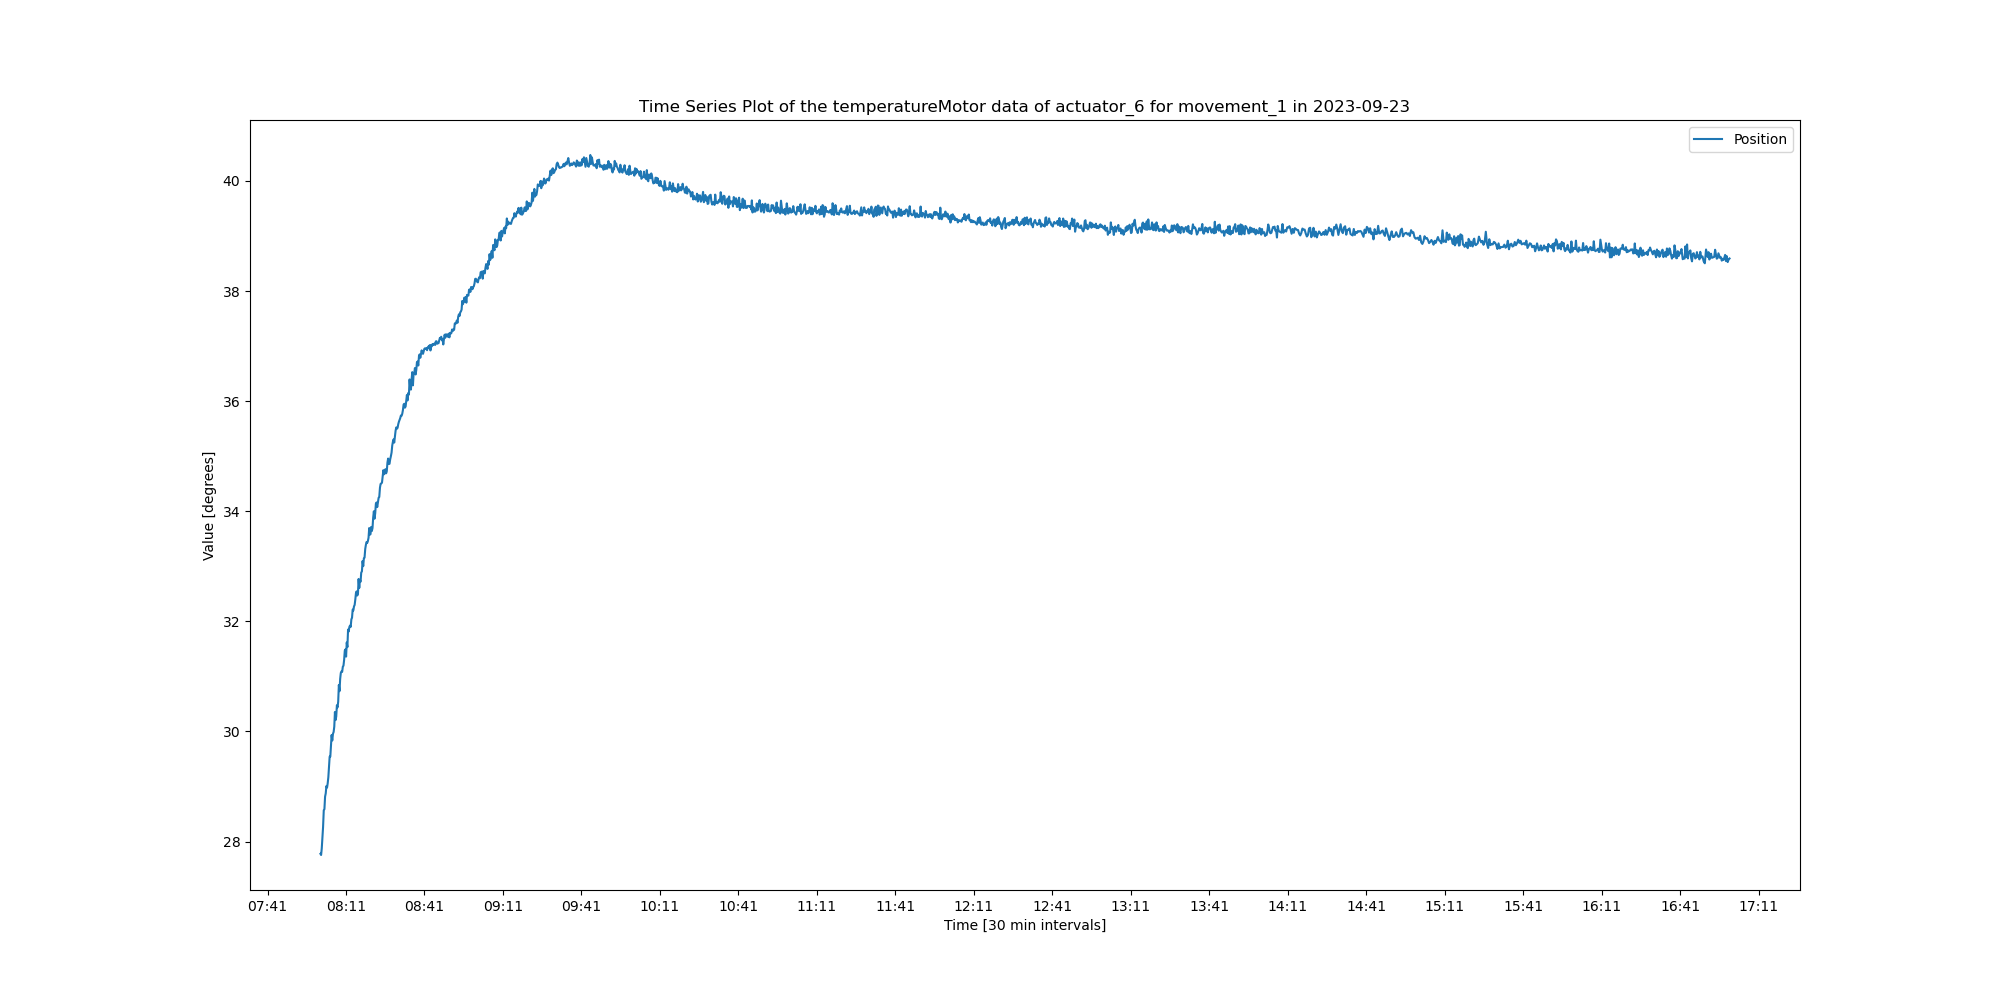 Time Series Plot of the temperatureMotor data of actuator_6 for movement_1 in 2023-09-23
Position
40
38
36
34
32
30
28
Value [degrees]
07:41 08:11 08:41 09:11 09:41 10:11 10:41 11:11 11:41 12:11 12:41 13:11 13:41 14:11 14:41 15:11 15:41 16:11 16:41 17:11
Time [30 min intervals]